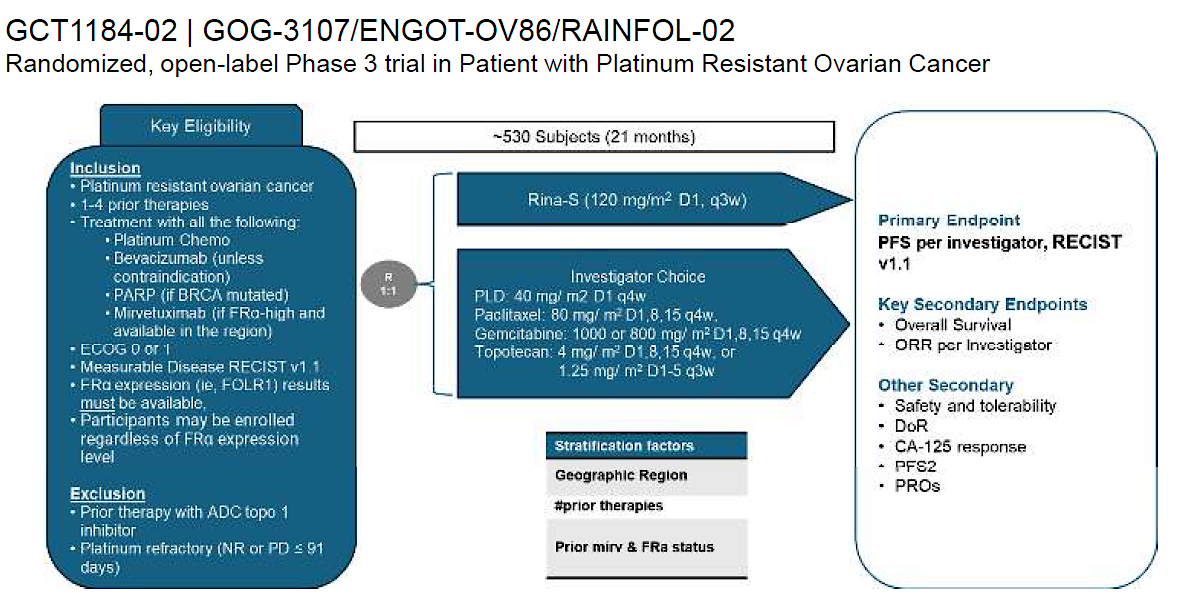 GCT1184-02 | GOG-3107/ENGOT-OV86/RAINFOL-02
Randomized, open-label Phase 3 trial in Patient with Platinum Resistant Ovarian Cancer
Key Eligibility
Inclusion
• Platinum resistant ovarian cancer
• 1-4 prior therapies
- Treatment with all the following:
• Platinum Chemo
• Bevacizumab (unless
contraindication)
• PARP (if BRCA mutated)
• Mirvetuximab (if FRα-high and
available in the region)
• ECOG 0 or 1
• Measurable Disease RECIST v1.1
• FRα expression (ie, FOLR1) results
must be available,
• Participants may be enrolled
regardless of FRα expression
level
Exclusion
• Prior therapy with ADC topo 1
inhibitor
• Platinum refractory (NR or PD ≤ 91
days)
~530 Subjects (21 months)
R
1:1
Rina-S (120 mg/m² D1, q3w)
Investigator Choice
PLD: 40 mg/ m2 D1 q4w
Paclitaxel: 80 mg/ m² D1,8,15 q4w,
Gemcitabine: 1000 or 800 mg/ m² D1,8,15 q4w
Topotecan: 4 mg/ m² D1,8,15 q4w, or
1.25 mg/ m² D1-5 q3w
Stratification factors
Geographic Region
#prior therapies
Prior mirv & FRa status
Primary Endpoint
PFS per investigator, RECIST
v1.1
Key Secondary Endpoints
• Overall Survival
- ORR per Investigator
Other Secondary
• Safety and tolerability
• DoR
• CA-125 response
• PFS2
• PROs